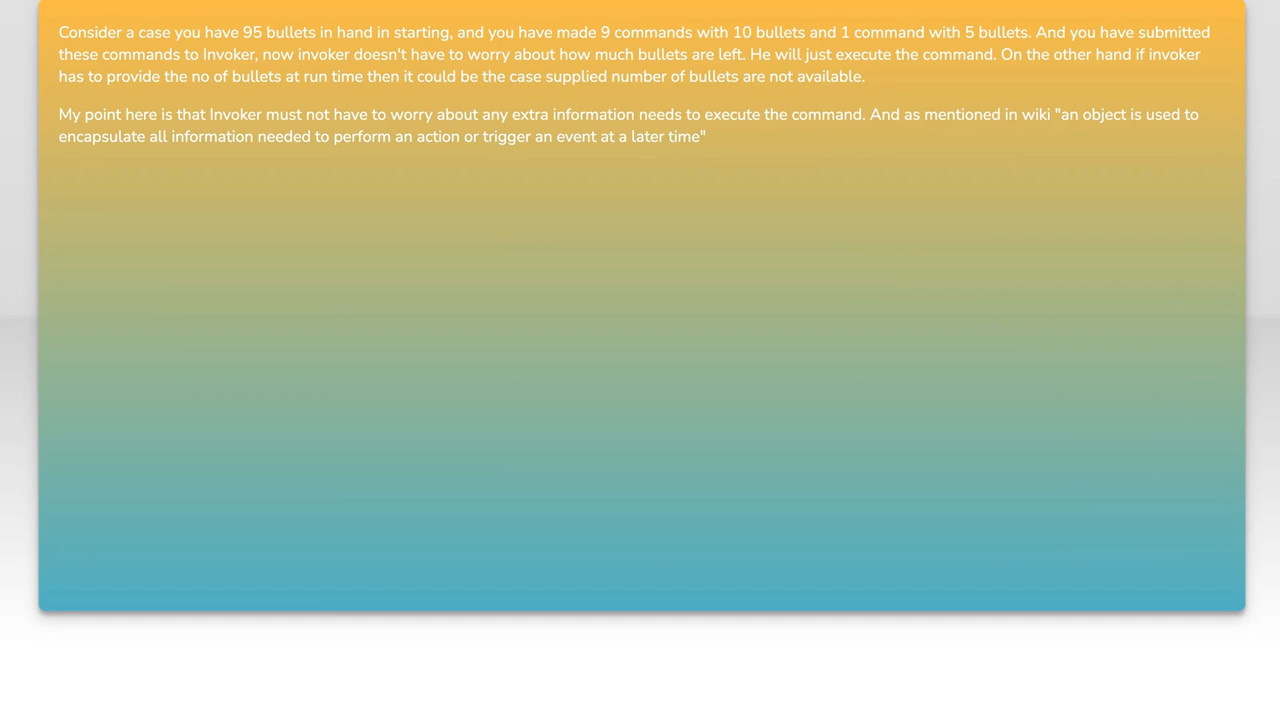 Consider a case you have 95 bullets in hand in starting, and you have made 9 commands with 10 bullets and 1 command with 5 bullets. And you have submitted
these commands to Invoker, now invoker doesn't have to worry about how much bullets are left. He will just execute the command. On the other hand if invoker
has to provide the no of bullets at run time then it could be the case supplied number of bullets are not available.
My point here is that Invoker must not have to worry about any extra information needs to execute the command. And as mentioned in wiki "an object is used to
encapsulate all information needed to perform an action or trigger an event at a later time"